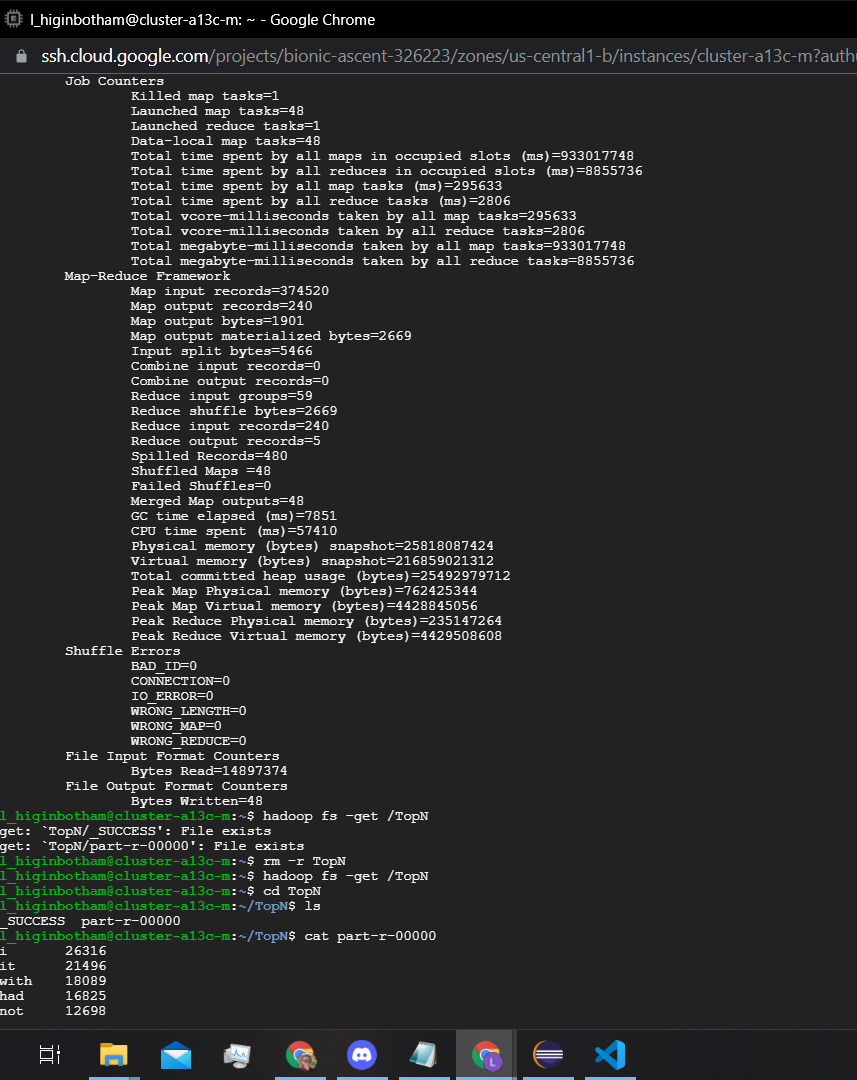 l_higinbotham@cluster-a13c-m: ~ - Google Chrome
ssh.cloud.google.com/projects/bionic-ascent-326223/zones/us-central1-b/instances/cluster-a13c-m?authu
Job Counters
Killed map tasks=1
Launched map tasks=48
Launched reduce tasks=1
Data-local map tasks=48
Total time spent by all maps in occupied slots (ms)=933017748
Total time spent by all reduces in occupied slots (ms)=8855736
Total time spent by all map tasks (ms)=295633
Total time spent by all reduce tasks (ms)=2806
Total vcore-milliseconds taken by all map tasks=295633
Total vcore-milliseconds taken by all reduce tasks=2806
Total megabyte-milliseconds taken by all map tasks=933017748
Total megabyte-milliseconds taken by all reduce tasks=8855736
Map-Reduce Framework
Map input records=374520
Map output records=240
Map output bytes=1901
Map output materialized bytes=2669
Input split bytes=5466
Combine input records=0
Combine output records=0
Reduce input groups=59
Reduce shuffle bytes=2669
Reduce input records=240
Reduce output records=5
Spilled Records=480
Shuffled Maps =48
Failed Shuffles=0
Merged Map outputs=48
GC time elapsed (ms)=7851
CPU time spent (ms)=57410
Physical memory (bytes) snapshot=25818087424
Virtual memory (bytes) snapshot=216859021312
Total committed heap usage (bytes)=25492979712
Peak Map Physical memory (bytes)=762425344
Peak Map Virtual memory (bytes)=4428845056
Peak Reduce Physical memory (bytes)=235147264
Peak Reduce Virtual memory (bytes)=4429508608
Shuffle Errors
BAD_ID=0
CONNECTION=0
IO_ERROR=0
WRONG_LENGTH=0
WRONG_MAP=0
WRONG_REDUCE=0
File Input Format Counters
Bytes Read=14897374
File Output Format Counters
Bytes Written=48
l_higinbotham@cluster-a13c-m:~$ hadoop fs -get /TopN
get: `TopN/_SUCCESS': File exists
get: `TopN/part-r-00000': File exists
l_higinbotham@cluster-a13c-m:~$ rm -r TopN
l_higinbotham@cluster-a13c-m:~$ hadoop fs -get /TopN
l_higinbotham@cluster-a13c-m:~$ cd TopN
l_higinbotham@cluster-a13c-m:~/TopN$ ls
_SUCCESS  part-r-00000
l_higinbotham@cluster-a13c-m:~/TopN$ cat part-r-00000
i 26316
it 21496
with 18089
had 16825
not 12698
L